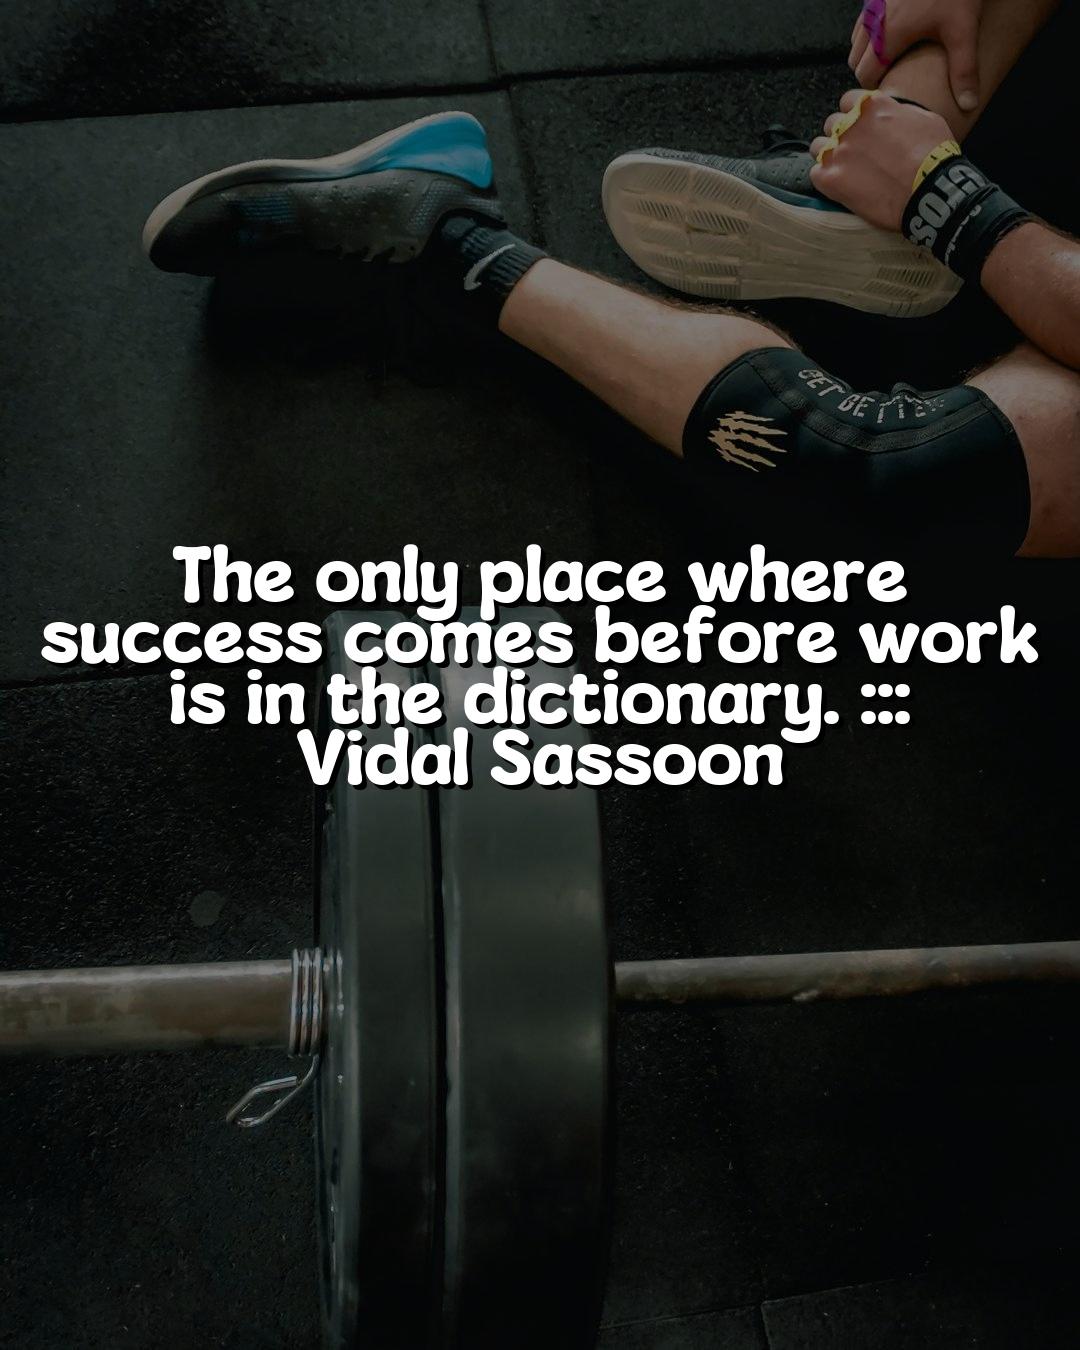 GET BETTER
The only place where
success comes before work
is in the dictionary. :::
Vidal Sassoon